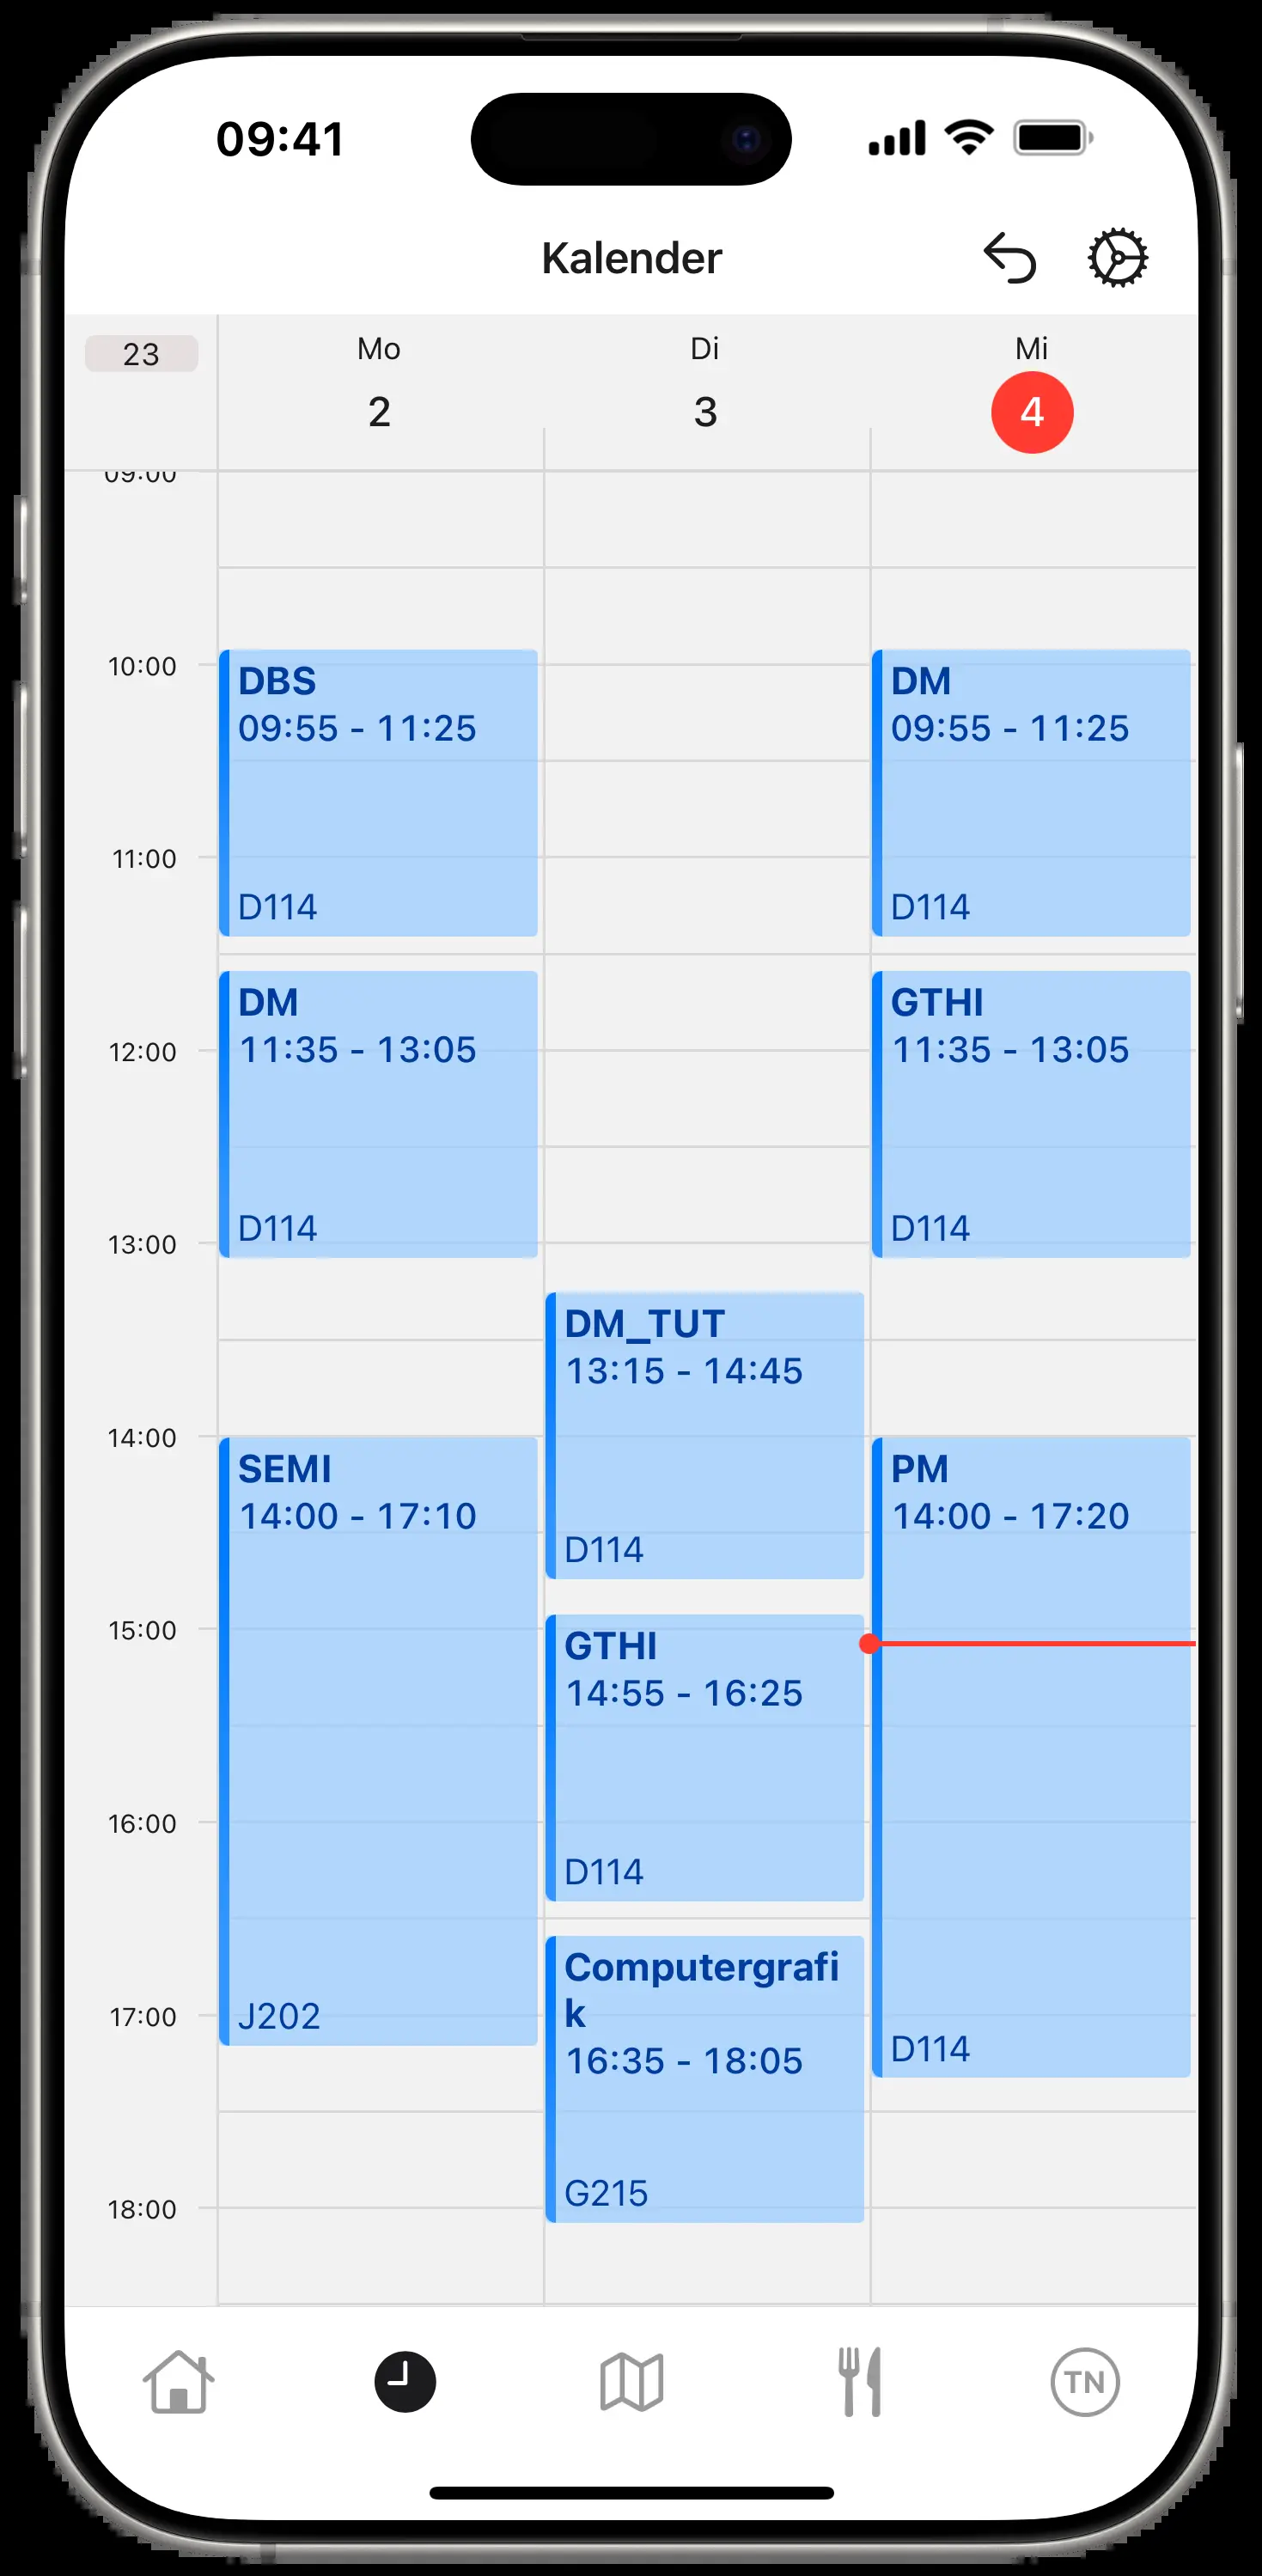 09:41
Kalender
23
Mo
Di
Mi
2
3
4
09:00
10:00
11:00
12:00
13:00
14:00
15:00
16:00
17:00
18:00
DBS
09:55 - 11:25
D114
DM
11:35 - 13:05
D114
SEMI
14:00 - 17:10
J202
DM_TUT
13:15 - 14:45
D114
GTHI
14:55 - 16:25
D114
Computergrafi
k
16:35 - 18:05
G215
DM
09:55 - 11:25
D114
GTHI
11:35 - 13:05
D114
PM
14:00 - 17:20
D114
TN